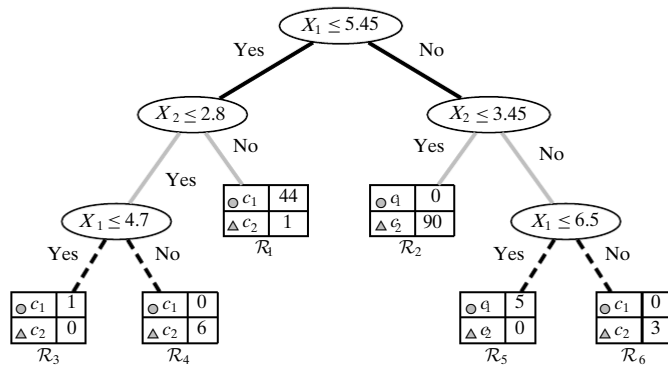 X₁ ≤ 5.45
Yes
No
X₂ ≤ 2.8
X₂ ≤ 3.45
Yes
No
Yes
No
c₁ 44
c₂ 1
R₁
c₁ 0
c₂ 90
R₂
X₁ ≤ 4.7
X₁ ≤ 6.5
Yes
No
Yes
No
c₁ 1
c₂ 0
R₃
c₁ 0
c₂ 6
R₄
c₁ 5
c₂ 0
R₅
c₁ 0
c₂ 3
R₆